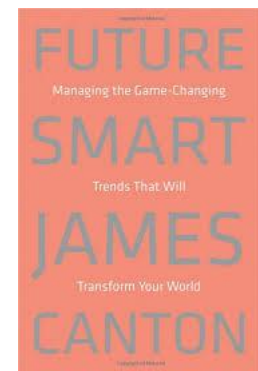 FUTURE
Managing the Game-Changing
SMART
Trends That Will
JAMES
Transform Your World
CANTON